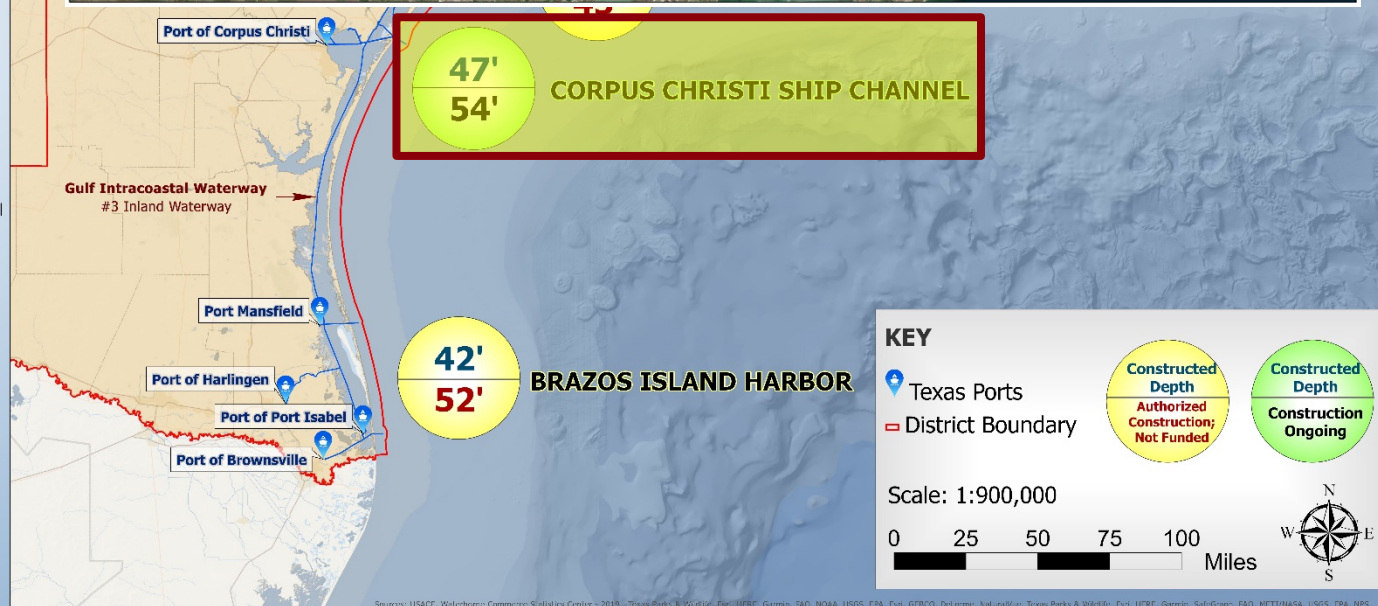 Port of Corpus Christi
47'
54'
CORPUS CHRISTI SHIP CHANNEL
Gulf Intracoastal Waterway
#3 Inland Waterway
Port Mansfield
Port of Harlingen
Port of Port Isabel
Port of Brownsville
42'
52'
BRAZOS ISLAND HARBOR
KEY
Texas Ports
District Boundary
Constructed
Depth
Authorized
Construction;
Not Funded
Constructed
Depth
Construction
Ongoing
Scale: 1:900,000
0 25 50 75 100
Miles
N
W E
S